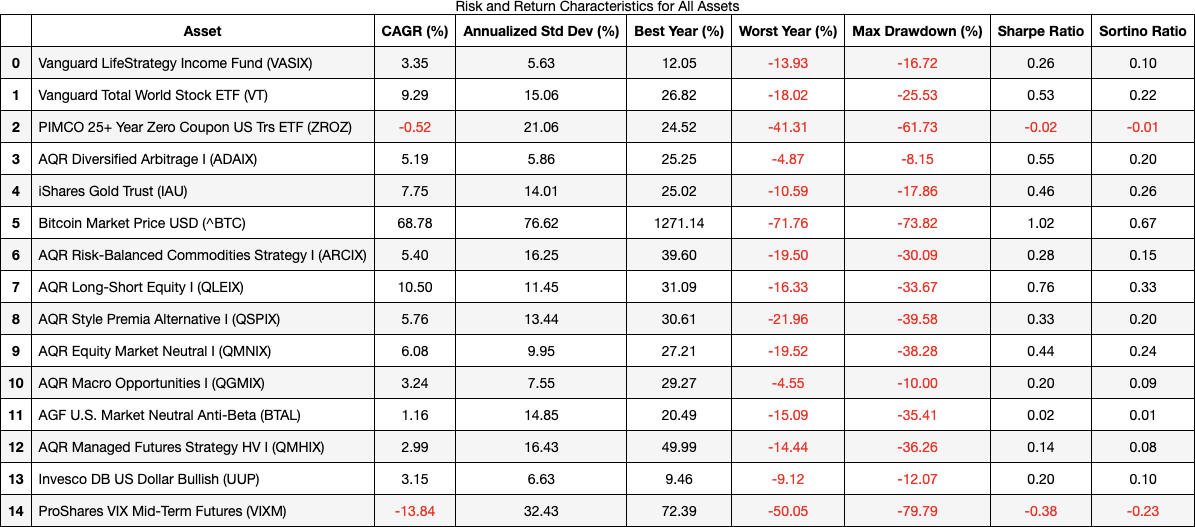 Risk and Return Characteristics for All Assets
Asset CAGR (%) Annualized Std Dev (%) Best Year (%) Worst Year (%) Max Drawdown (%) Sharpe Ratio Sortino Ratio
0 Vanguard LifeStrategy Income Fund (VASIX) 3.35 5.63 12.05 -13.93 -16.72 0.26 0.10
1 Vanguard Total World Stock ETF (VT) 9.29 15.06 26.82 -18.02 -25.53 0.53 0.22
2 PIMCO 25+ Year Zero Coupon US Trs ETF (ZROZ) -0.52 21.06 24.52 -41.31 -61.73 -0.02 -0.01
3 AQR Diversified Arbitrage I (ADAIX) 5.19 5.86 25.25 -4.87 -8.15 0.55 0.20
4 iShares Gold Trust (IAU) 7.75 14.01 25.02 -10.59 -17.86 0.46 0.26
5 Bitcoin Market Price USD (^BTC) 68.78 76.62 1271.14 -71.76 -73.82 1.02 0.67
6 AQR Risk-Balanced Commodities Strategy I (ARCIX) 5.40 16.25 39.60 -19.50 -30.09 0.28 0.15
7 AQR Long-Short Equity I (QLEIX) 10.50 11.45 31.09 -16.33 -33.67 0.76 0.33
8 AQR Style Premia Alternative I (QSPIX) 5.76 13.44 30.61 -21.96 -39.58 0.33 0.20
9 AQR Equity Market Neutral I (QMNIX) 6.08 9.95 27.21 -19.52 -38.28 0.44 0.24
10 AQR Macro Opportunities I (QGMIX) 3.24 7.55 29.27 -4.55 -10.00 0.20 0.09
11 AGF U.S. Market Neutral Anti-Beta (BTAL) 1.16 14.85 20.49 -15.09 -35.41 0.02 0.01
12 AQR Managed Futures Strategy HV I (QMHIX) 2.99 16.43 49.99 -14.44 -36.26 0.14 0.08
13 Invesco DB US Dollar Bullish (UUP) 3.15 6.63 9.46 -9.12 -12.07 0.20 0.10
14 ProShares VIX Mid-Term Futures (VIXM) -13.84 32.43 72.39 -50.05 -79.79 -0.38 -0.23